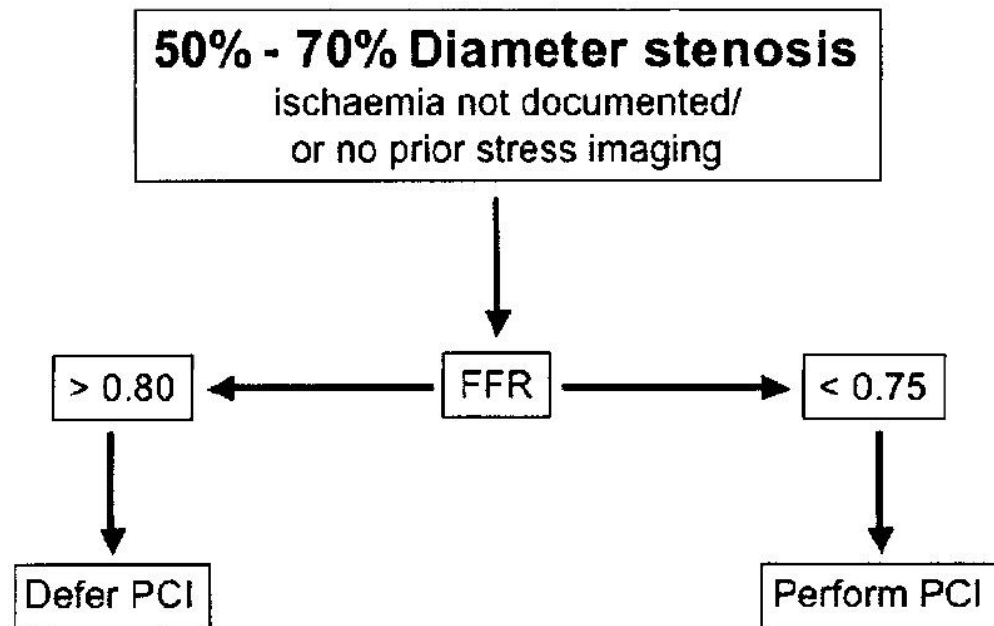 50% - 70% Diameter stenosis
ischaemia not documented/
or no prior stress imaging
> 0.80
FFR
< 0.75
Defer PCI
Perform PCI